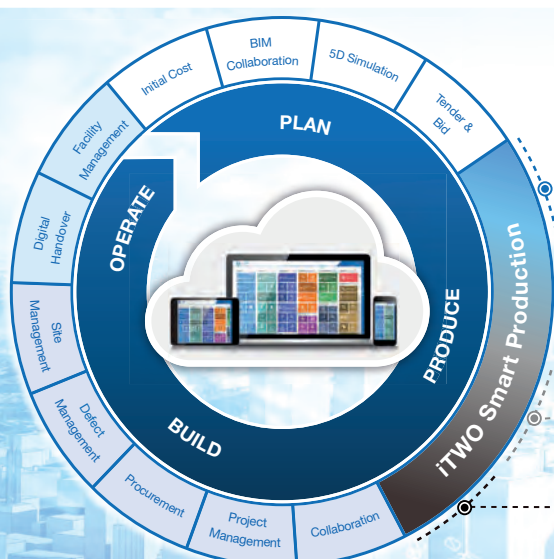 Initial Cost
BIM
Collaboration
5D Simulation
Tender &
Bid
iTWO Smart Production
Collaboration
Project
Management
Procurement
Defect
Management
Site
Management
Digital
Handover
Facility
Management
PLAN
PRODUCE
BUILD
OPERATE